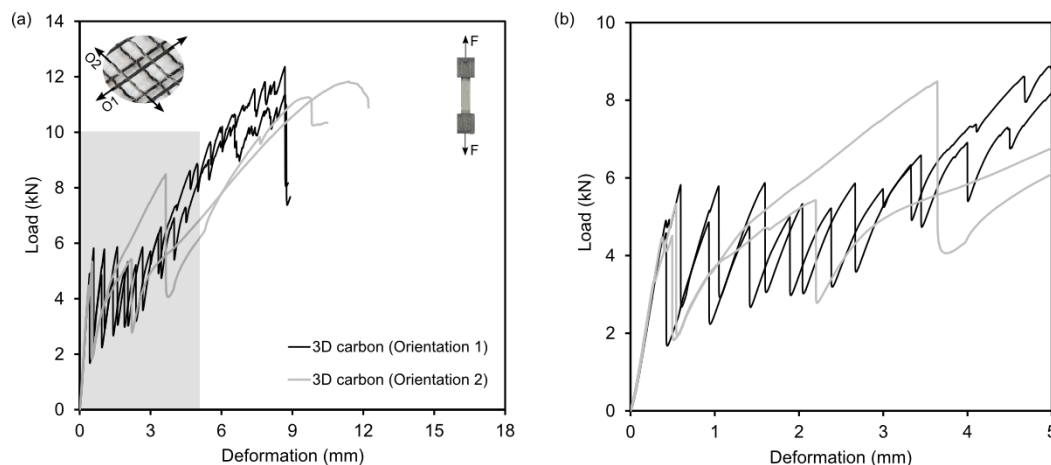 (a)
14
12
10
8
6
4
2
0
Load (kN)
O2
O1
F
F
3D carbon (Orientation 1)
3D carbon (Orientation 2)
0 3 6 9 12 15 18
Deformation (mm)
(b)
10
8
6
4
2
0
Load (kN)
0 1 2 3 4 5
Deformation (mm)